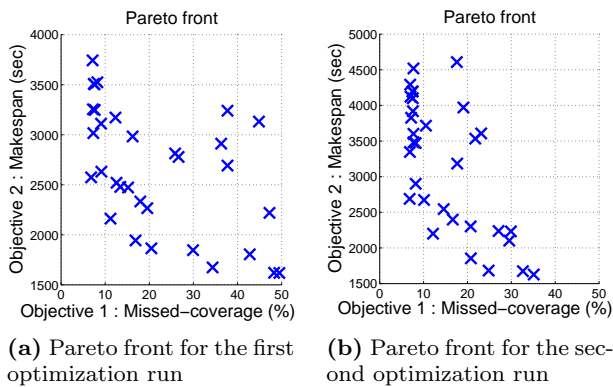 Pareto front
Objective 2 : Makespan (sec)
4000
3500
3000
2500
2000
1500
0 10 20 30 40 50
Objective 1 : Missed−coverage (%)
(a) Pareto front for the first
optimization run
Pareto front
Objective 2 : Makespan (sec)
5000
4500
4000
3500
3000
2500
2000
1500
0 10 20 30 40 50
Objective 1 : Missed−coverage (%)
(b) Pareto front for the sec-
ond optimization run